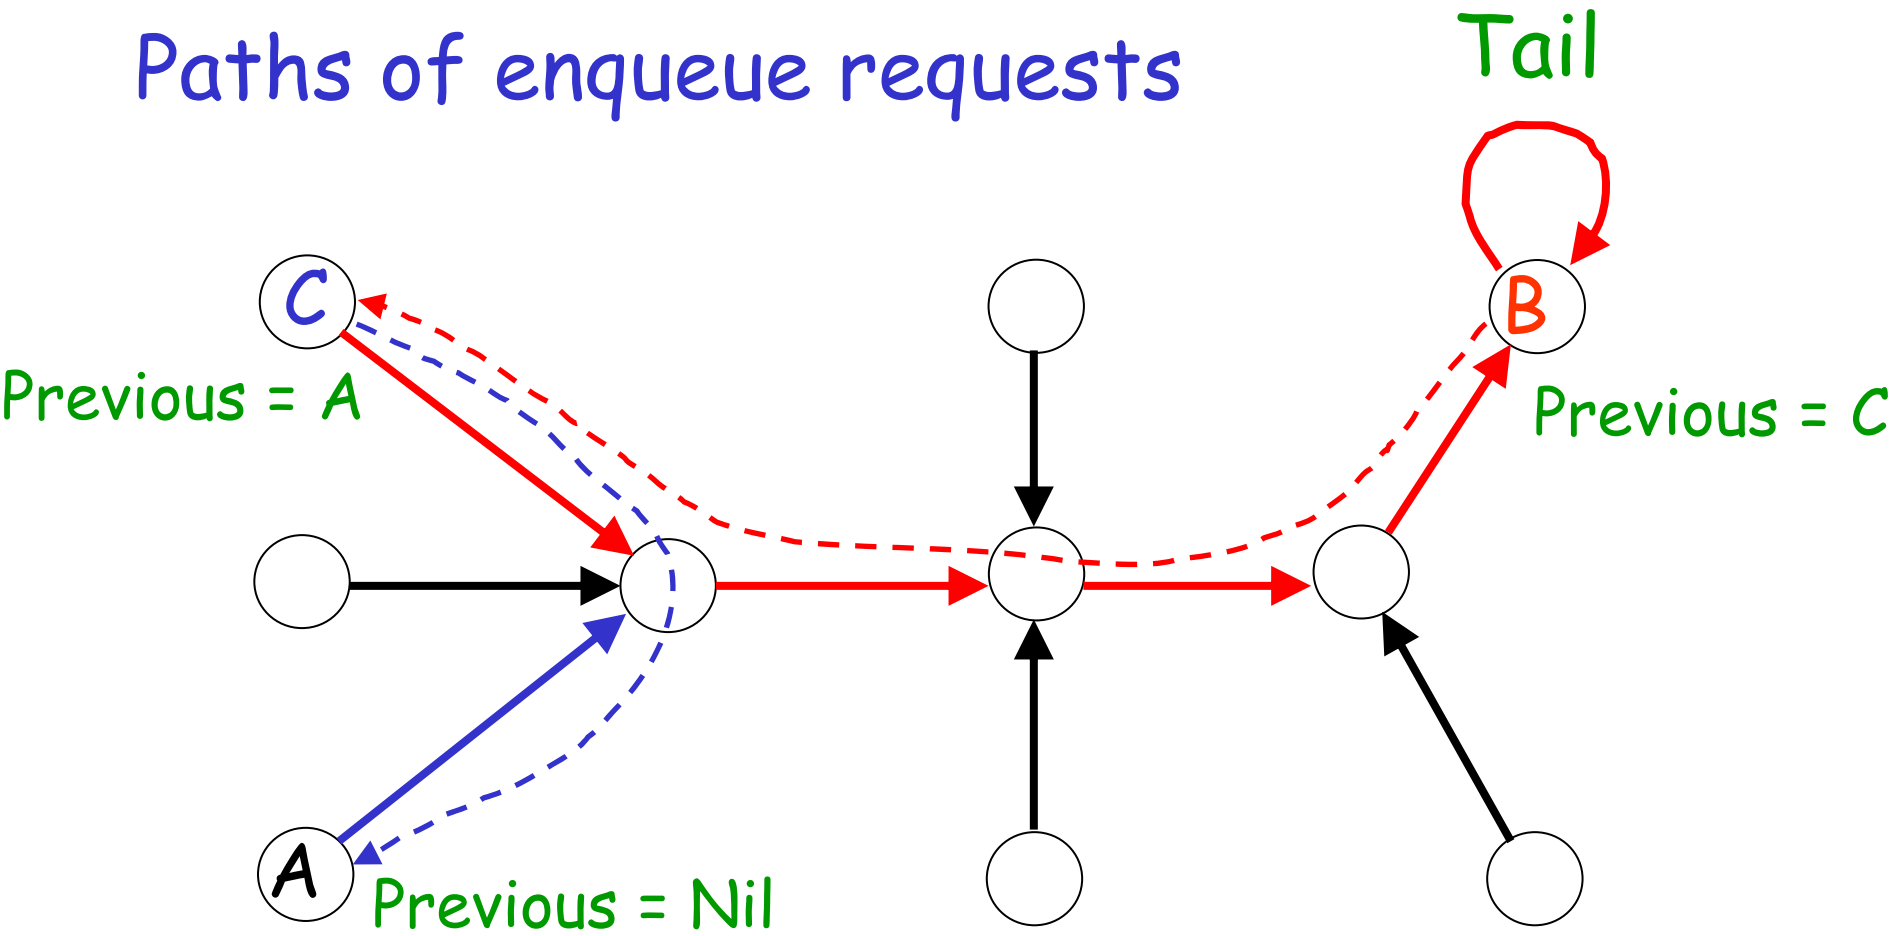 Paths of enqueue requests
Tail
C
B
Previous = A
Previous = C
A
Previous = Nil